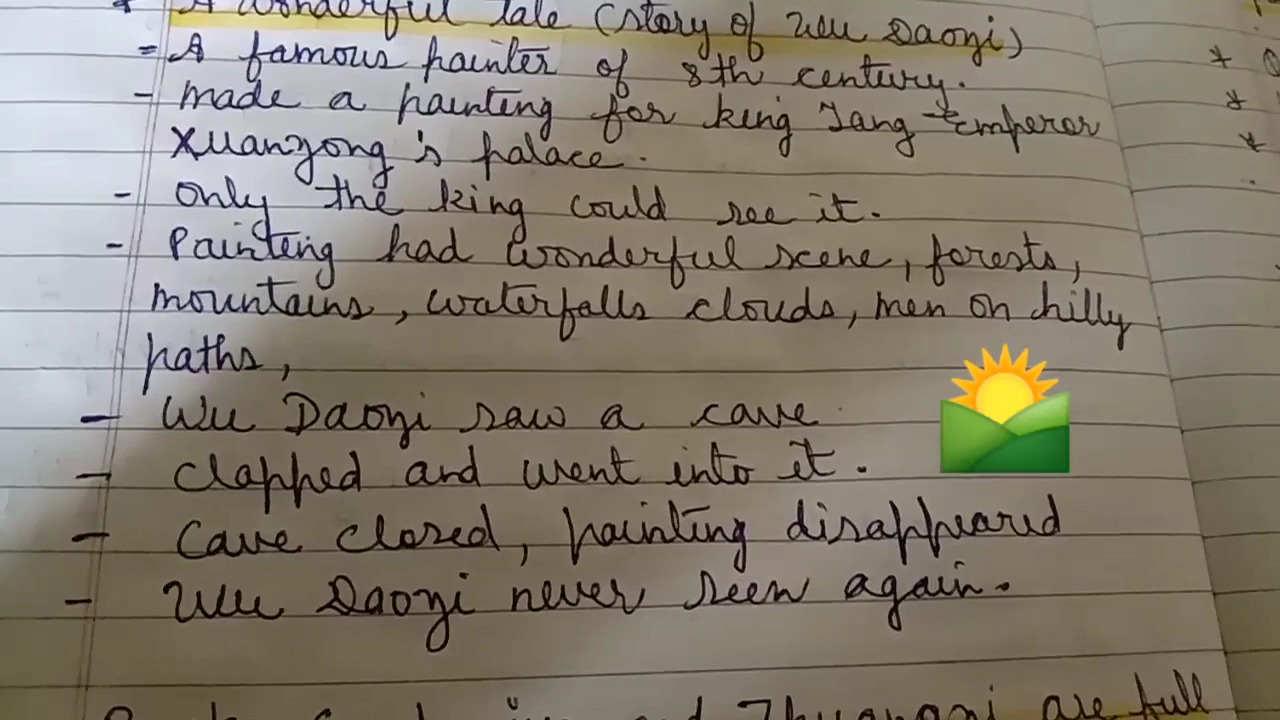 * A wonderful tale (story of Wu Daozi)
= A famous painter of 8th century.
- made a painting for king Tang Emperor
Xuanzong's palace.
- only the king could see it.
- Painting had wonderful scene, forests,
mountains, waterfalls clouds, men on hilly
paths,
- Wu Daozi saw a cave
- clapped and went into it.
- Cave closed, painting disappeared
- Wu Daozi never seen again.
are full